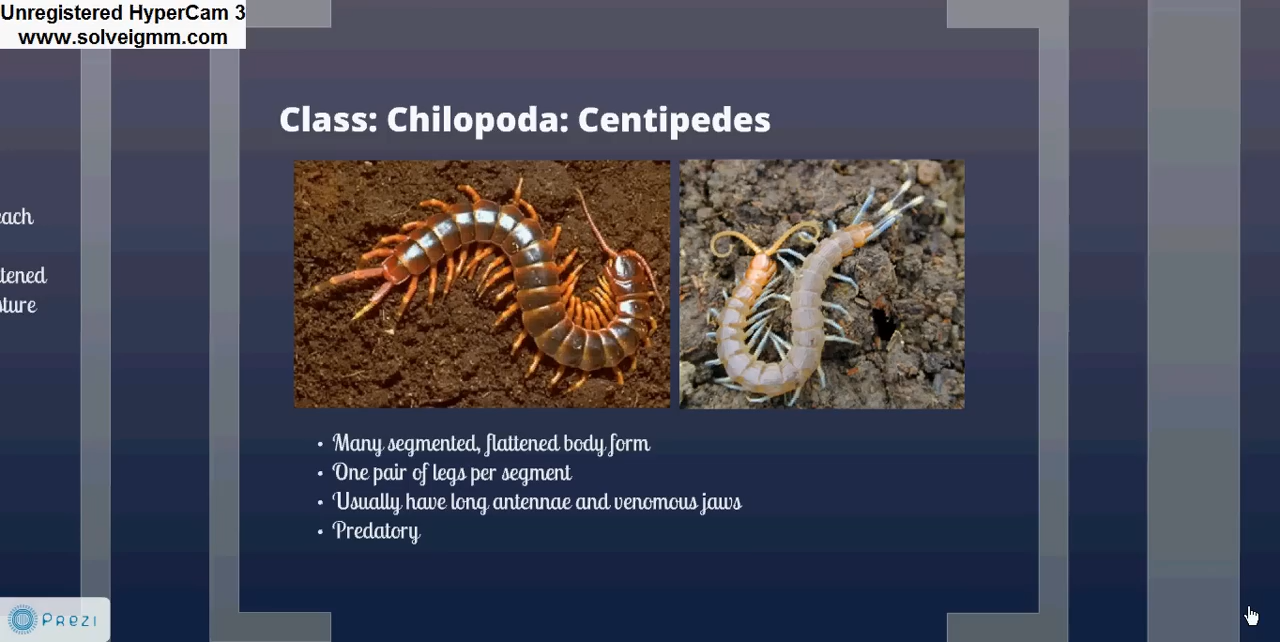 Unregistered HyperCam 3
www.solveigmm.com
Class: Chilopoda: Centipedes
• Many segmented, flattened body form
• One pair of legs per segment
• Usually have long antennae and venomous jaws
• Predatory
PREZI